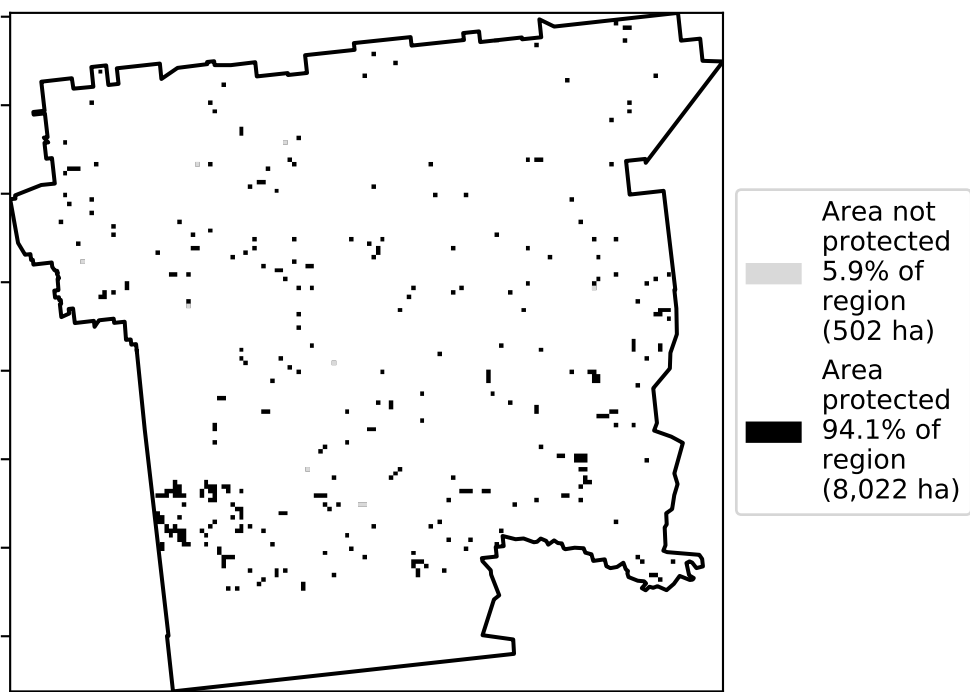 Area not
protected
5.9% of
region
(502 ha)
Area
protected
94.1% of
region
(8,022 ha)